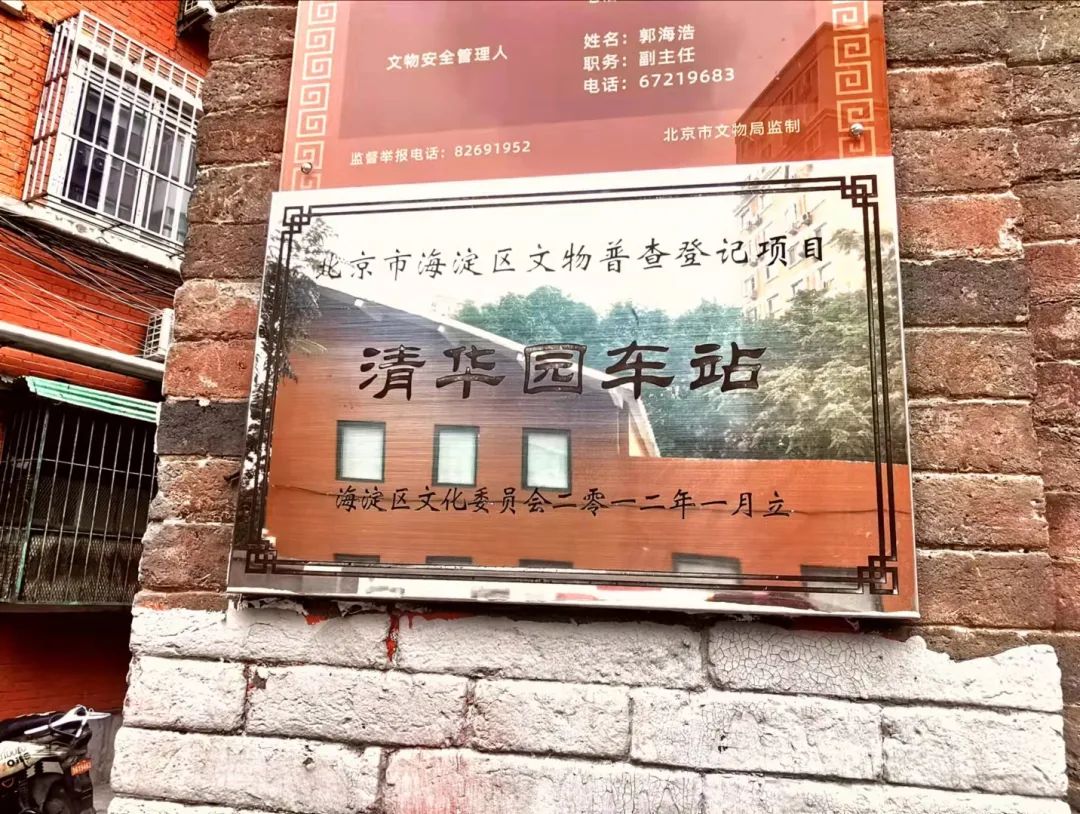 文物安全管理人
姓名：郭海浩
职务：副主任
电话：67219683
监督举报电话：82691952
北京市文物局监制
北京市海淀区文物普查登记项目
清华园车站
海淀区文化委员会二零一二年一月立